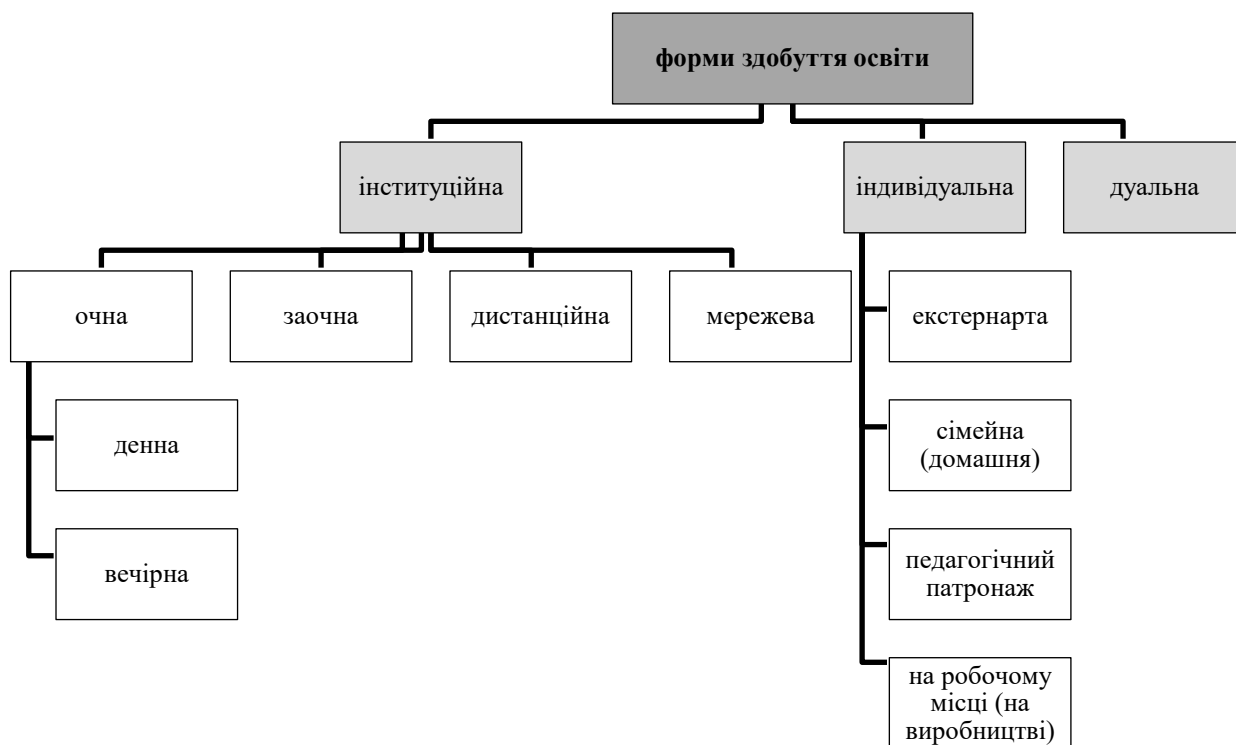 форми здобуття освіти
інституційна
індивідуальна
дуальна
очна
заочна
дистанційна
мережева
екстернарта
денна
сімейна
(домашня)
вечірна
педагогічний
патронаж
на робочому
місці (на
виробництві)